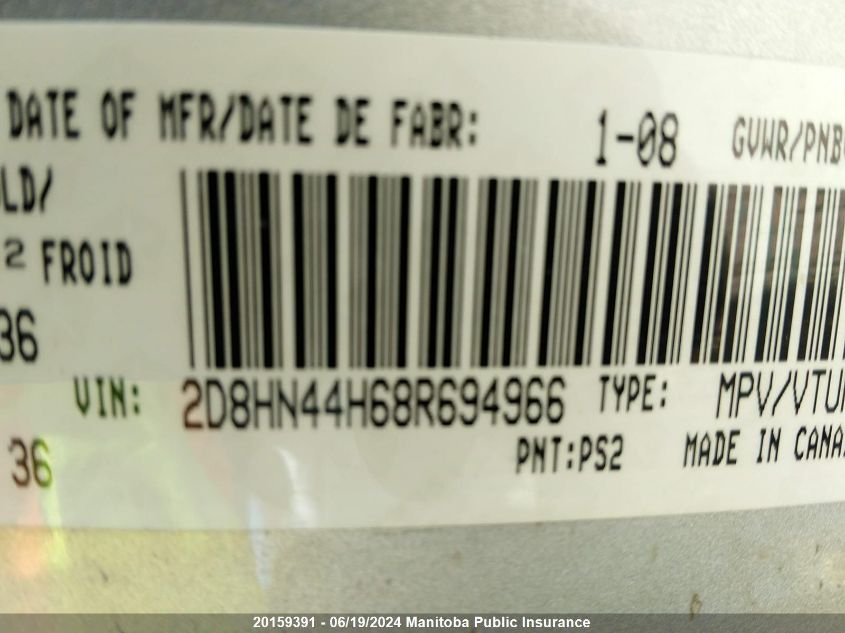 DATE OF MFR/DATE DE FABR: 1-08 GVWR/PNB
LD/
2 FROID
36
VIN: 2D8HN44H68R694966 TYPE: MPV/VTU
36 PNT:PS2 MADE IN CANA
20159391 - 06/19/2024 Manitoba Public Insurance